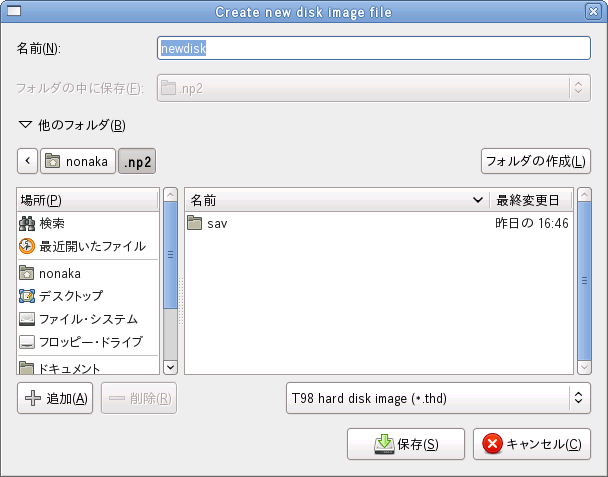 Create new disk image file
名前(N):
newdisk
フォルダの中に保存(F):
.np2
他のフォルダ(B)
nonaka
.np2
フォルダの作成(L)
場所(P)
検索
最近開いたファイル
nonaka
デスクトップ
ファイル・システム
フロッピー・ドライブ
ドキュメント
名前
最終変更日
sav
昨日の 16:46
追加(A)
削除(R)
T98 hard disk image (*.thd)
保存(S)
キャンセル(C)